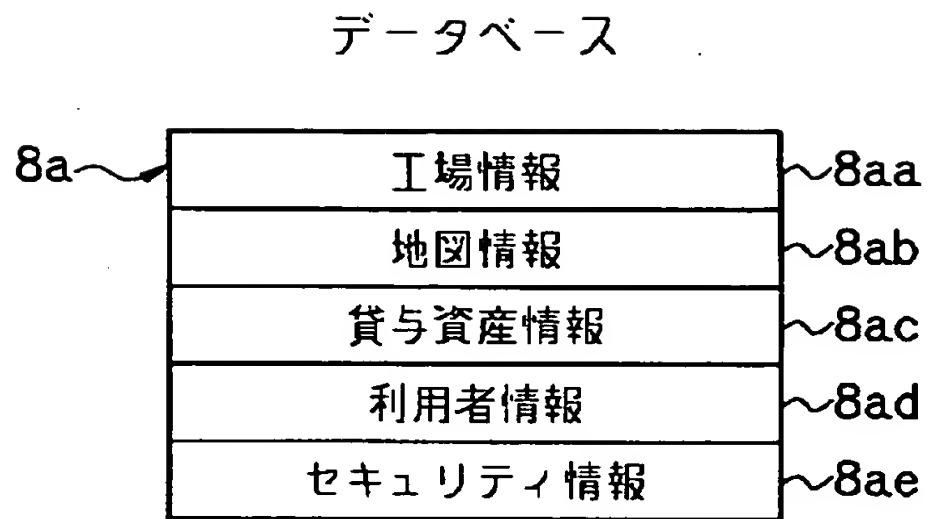 データベース
8a 工場情報 8aa
地図情報 8ab
貸与資産情報 8ac
利用者情報 8ad
セキュリティ情報 8ae